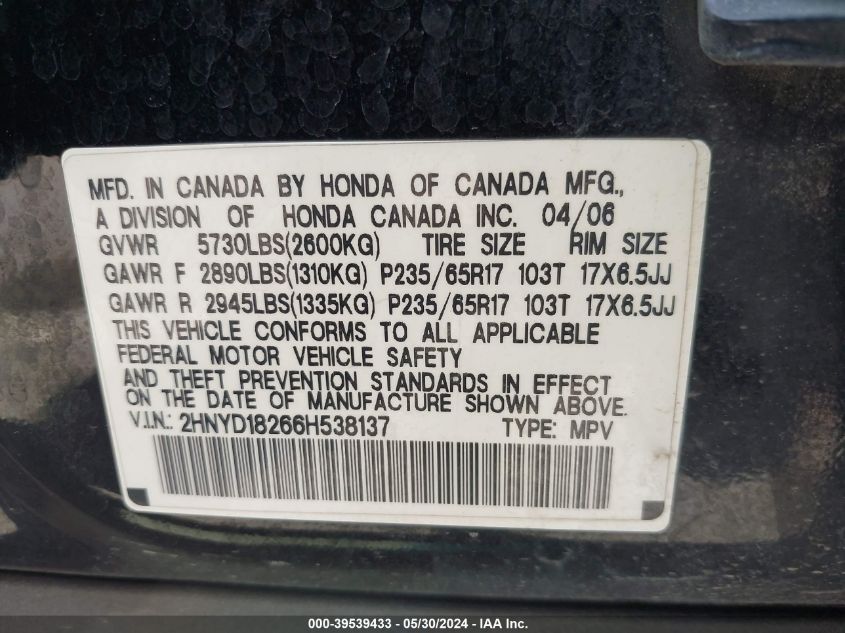 MFD. IN CANADA BY HONDA OF CANADA MFG.,
A DIVISION OF HONDA CANADA INC. 04/06
GVWR 5730LBS(2600KG) TIRE SIZE RIM SIZE
GAWR F 2890LBS(1310KG) P235/65R17 103T 17X6.5JJ
GAWR R 2945LBS(1335KG) P235/65R17 103T 17X6.5JJ
THIS VEHICLE CONFORMS TO ALL APPLICABLE
FEDERAL MOTOR VEHICLE SAFETY
AND THEFT PREVENTION STANDARDS IN EFFECT
ON THE DATE OF MANUFACTURE SHOWN ABOVE.
V.I.N.: 2HNYD18266H538137 TYPE: MPV
000-39539433 - 05/30/2024 - IAA Inc.